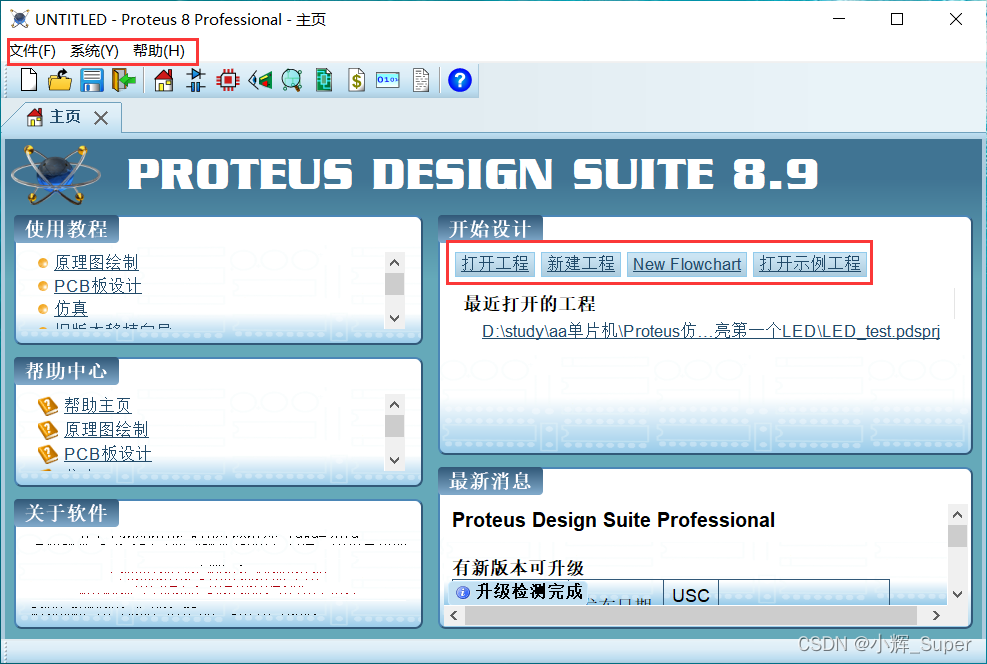 UNTITLED - Proteus 8 Professional - 主页
文件(F) 系统(Y) 帮助(H)
主页
PROTEUS DESIGN SUITE 8.9
使用教程
原理图绘制
PCB板设计
仿真
旧版本移植向导
帮助中心
帮助主页
原理图绘制
PCB板设计
关于软件
开始设计
打开工程 新建工程 New Flowchart 打开示例工程
最近打开的工程
D:\study\aa单片机\Proteus仿...亮第一个LED\LED_test.pdsprj
最新消息
Proteus Design Suite Professional
有新版本可升级
升级检测完成
USC
CSDN @小辉_Super